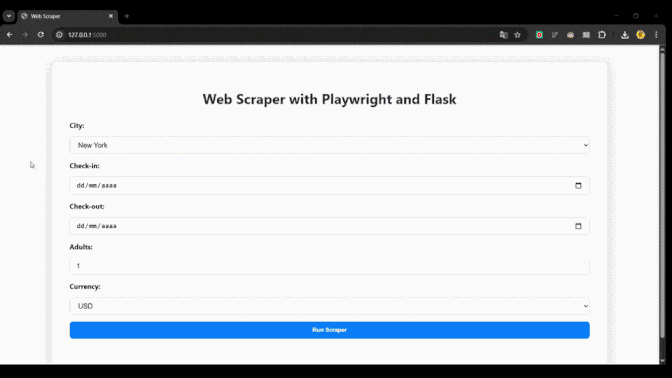 Web Scraper
127.0.0.1:5000
Web Scraper with Playwright and Flask
City:
New York
Check-in:
dd/mm/aaaa
Check-out:
dd/mm/aaaa
Adults:
1
Currency:
USD
Run Scraper